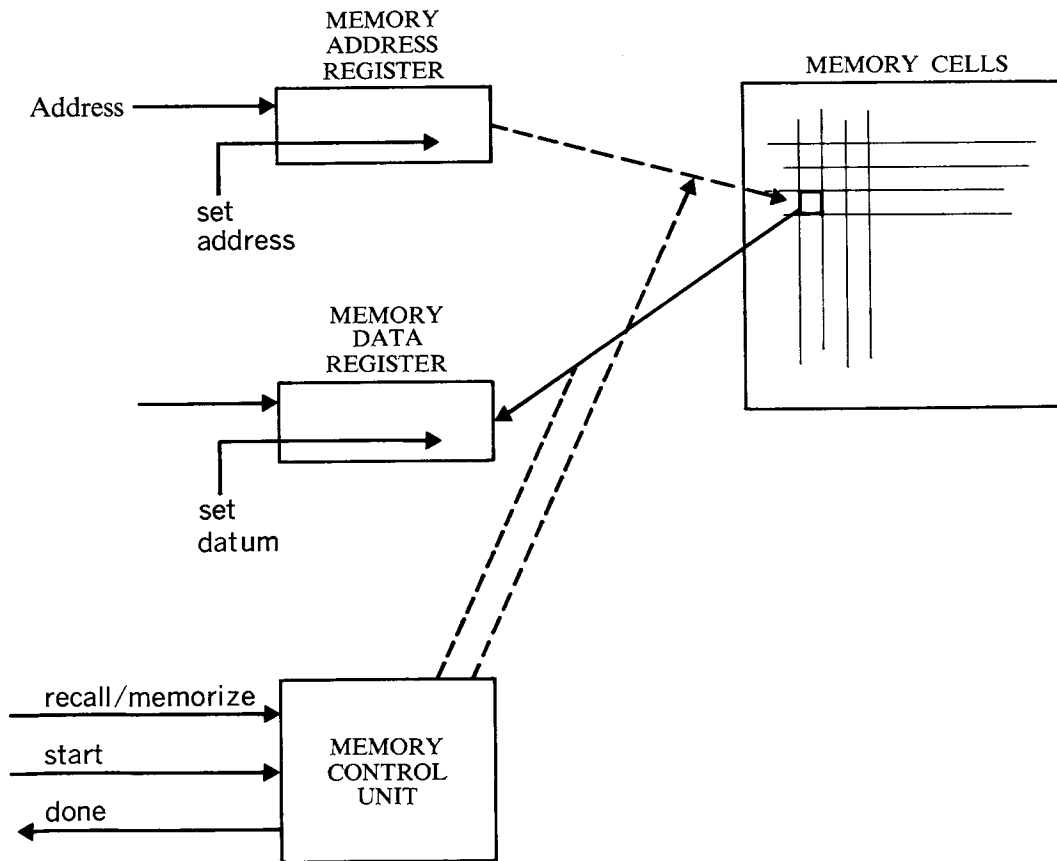 MEMORY
ADDRESS
REGISTER
MEMORY CELLS
Address
set
address
MEMORY
DATA
REGISTER
set
datum
recall/memorize
start
done
MEMORY
CONTROL
UNIT